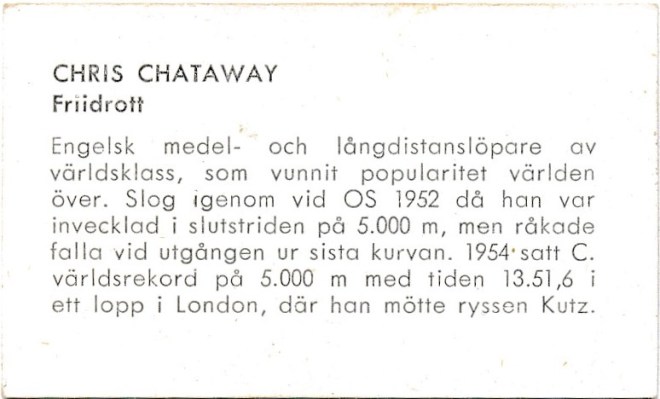 CHRIS CHATAWAY
Friidrott
Engelsk medel- och långdistanslöpare av
världsklass, som vunnit popularitet världen
över. Slog igenom vid OS 1952 då han var
invecklad i slutstriden på 5.000 m, men råkade
falla vid utgången ur sista kurvan. 1954 satt C.
världsrekord på 5.000 m med tiden 13.51,6 i
ett lopp i London, där han mötte ryssen Kutz.